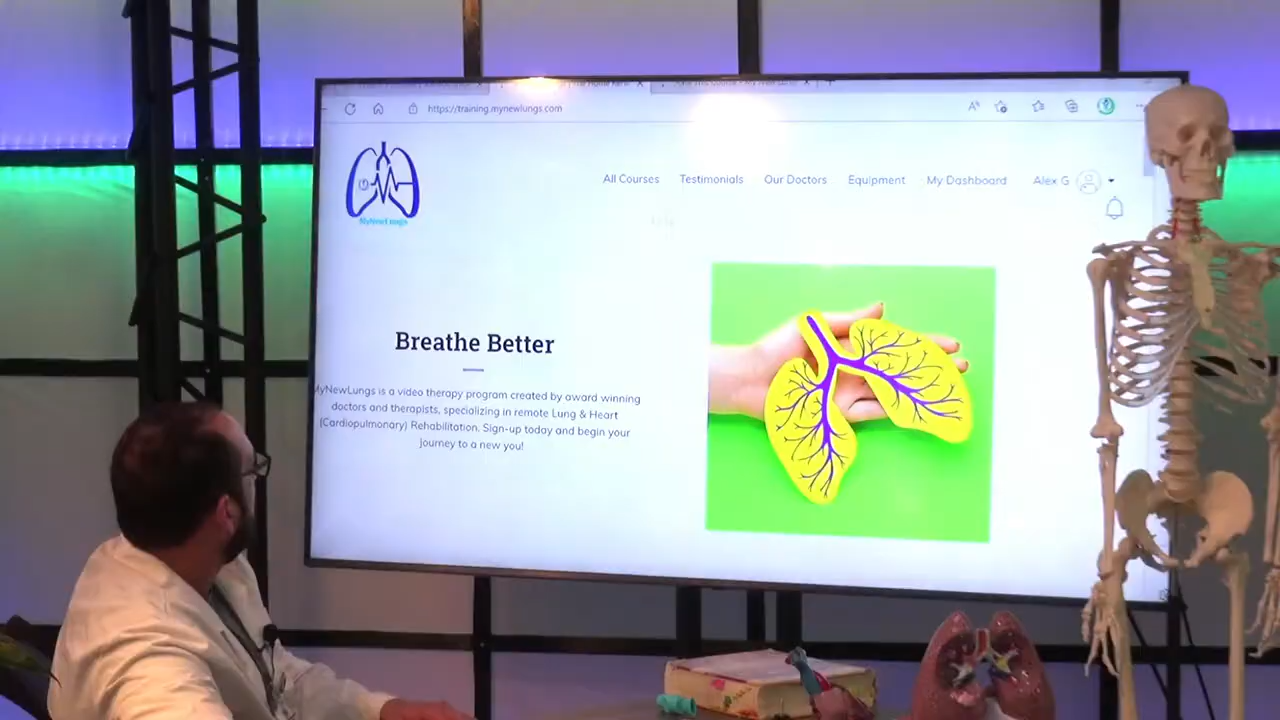 https://training.mynewlungs.com
MyNewLungs
All Courses Testimonials Our Doctors Equipment My Dashboard Alex G
Breathe Better
MyNewLungs is a video therapy program created by award winning
doctors and therapists, specializing in remote Lung & Heart
(Cardiopulmonary) Rehabilitation. Sign-up today and begin your
journey to a new you!